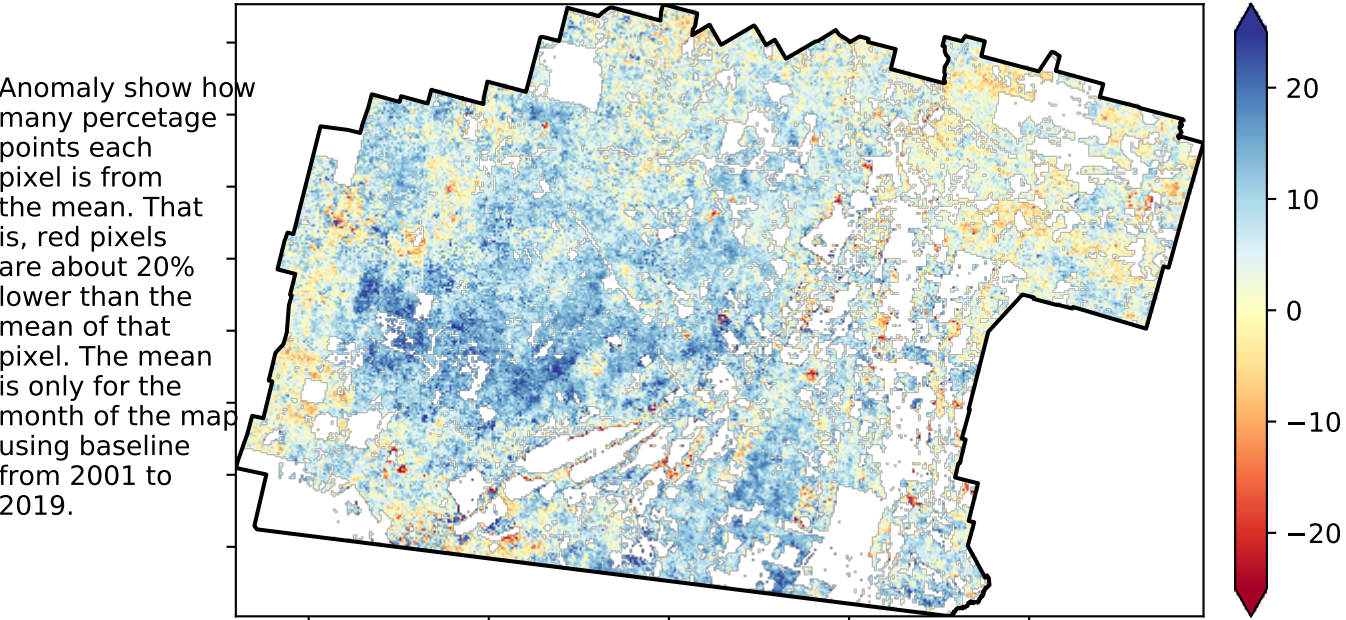 Anomaly show how
many percetage
points each
pixel is from
the mean. That
is, red pixels
are about 20%
lower than the
mean of that
pixel. The mean
is only for the
month of the map
using baseline
from 2001 to
2019.
20
10
0
−10
−20